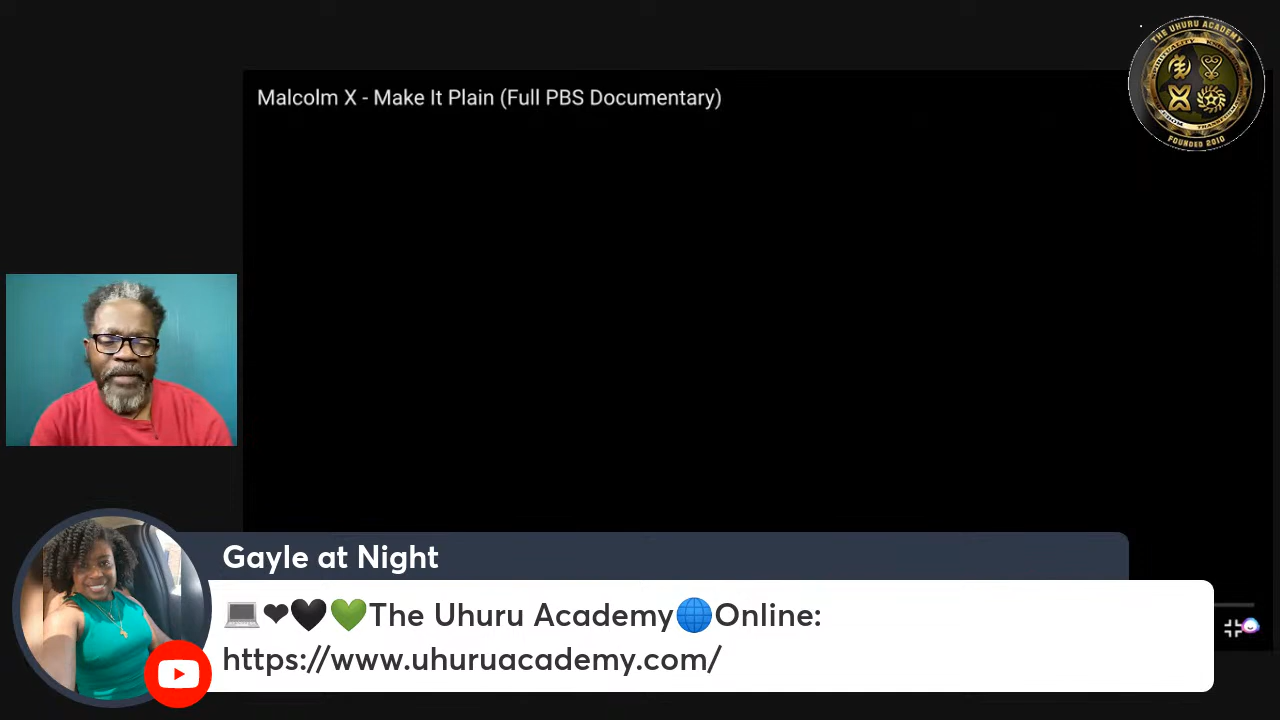 Malcolm X - Make It Plain (Full PBS Documentary)
THE UHURU ACADEMY
SPIRITUALITY
FOUNDED 2010
Gayle at Night
💻❤🖤💚The Uhuru Academy🌐Online:
https://www.uhuruacademy.com/